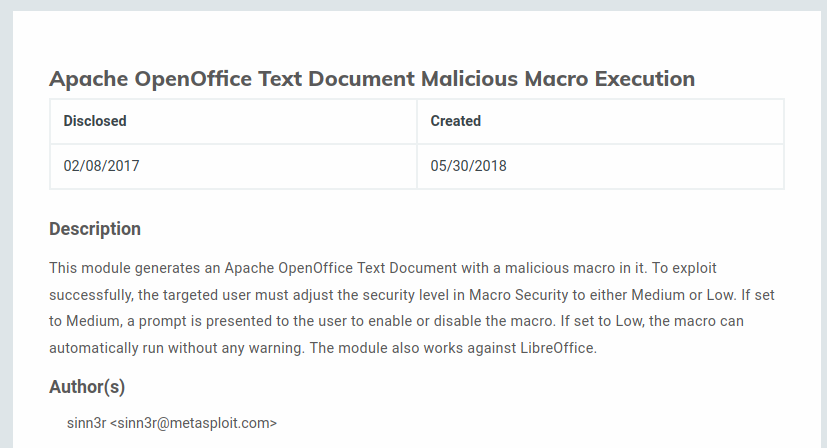 Apache OpenOffice Text Document Malicious Macro Execution
Disclosed Created
02/08/2017 05/30/2018
Description
This module generates an Apache OpenOffice Text Document with a malicious macro in it. To exploit
successfully, the targeted user must adjust the security level in Macro Security to either Medium or Low. If set
to Medium, a prompt is presented to the user to enable or disable the macro. If set to Low, the macro can
automatically run without any warning. The module also works against LibreOffice.
Author(s)
sinn3r <sinn3r@metasploit.com>